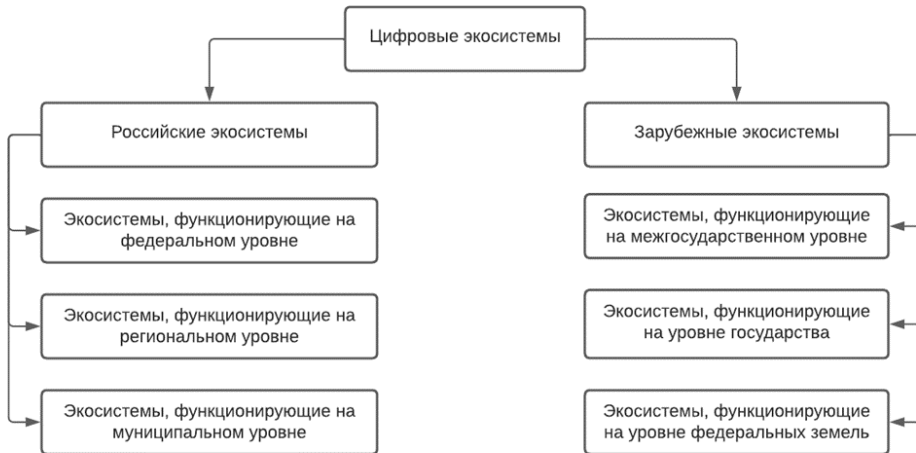 Цифровые экосистемы
Российские экосистемы
Экосистемы, функционирующие на
федеральном уровне
Экосистемы, функционирующие на
региональном уровне
Экосистемы, функционирующие на
муниципальном уровне
Зарубежные экосистемы
Экосистемы, функционирующие
на межгосударственном уровне
Экосистемы, функционирующие
на уровне государства
Экосистемы, функционирующие
на уровне федеральных земель